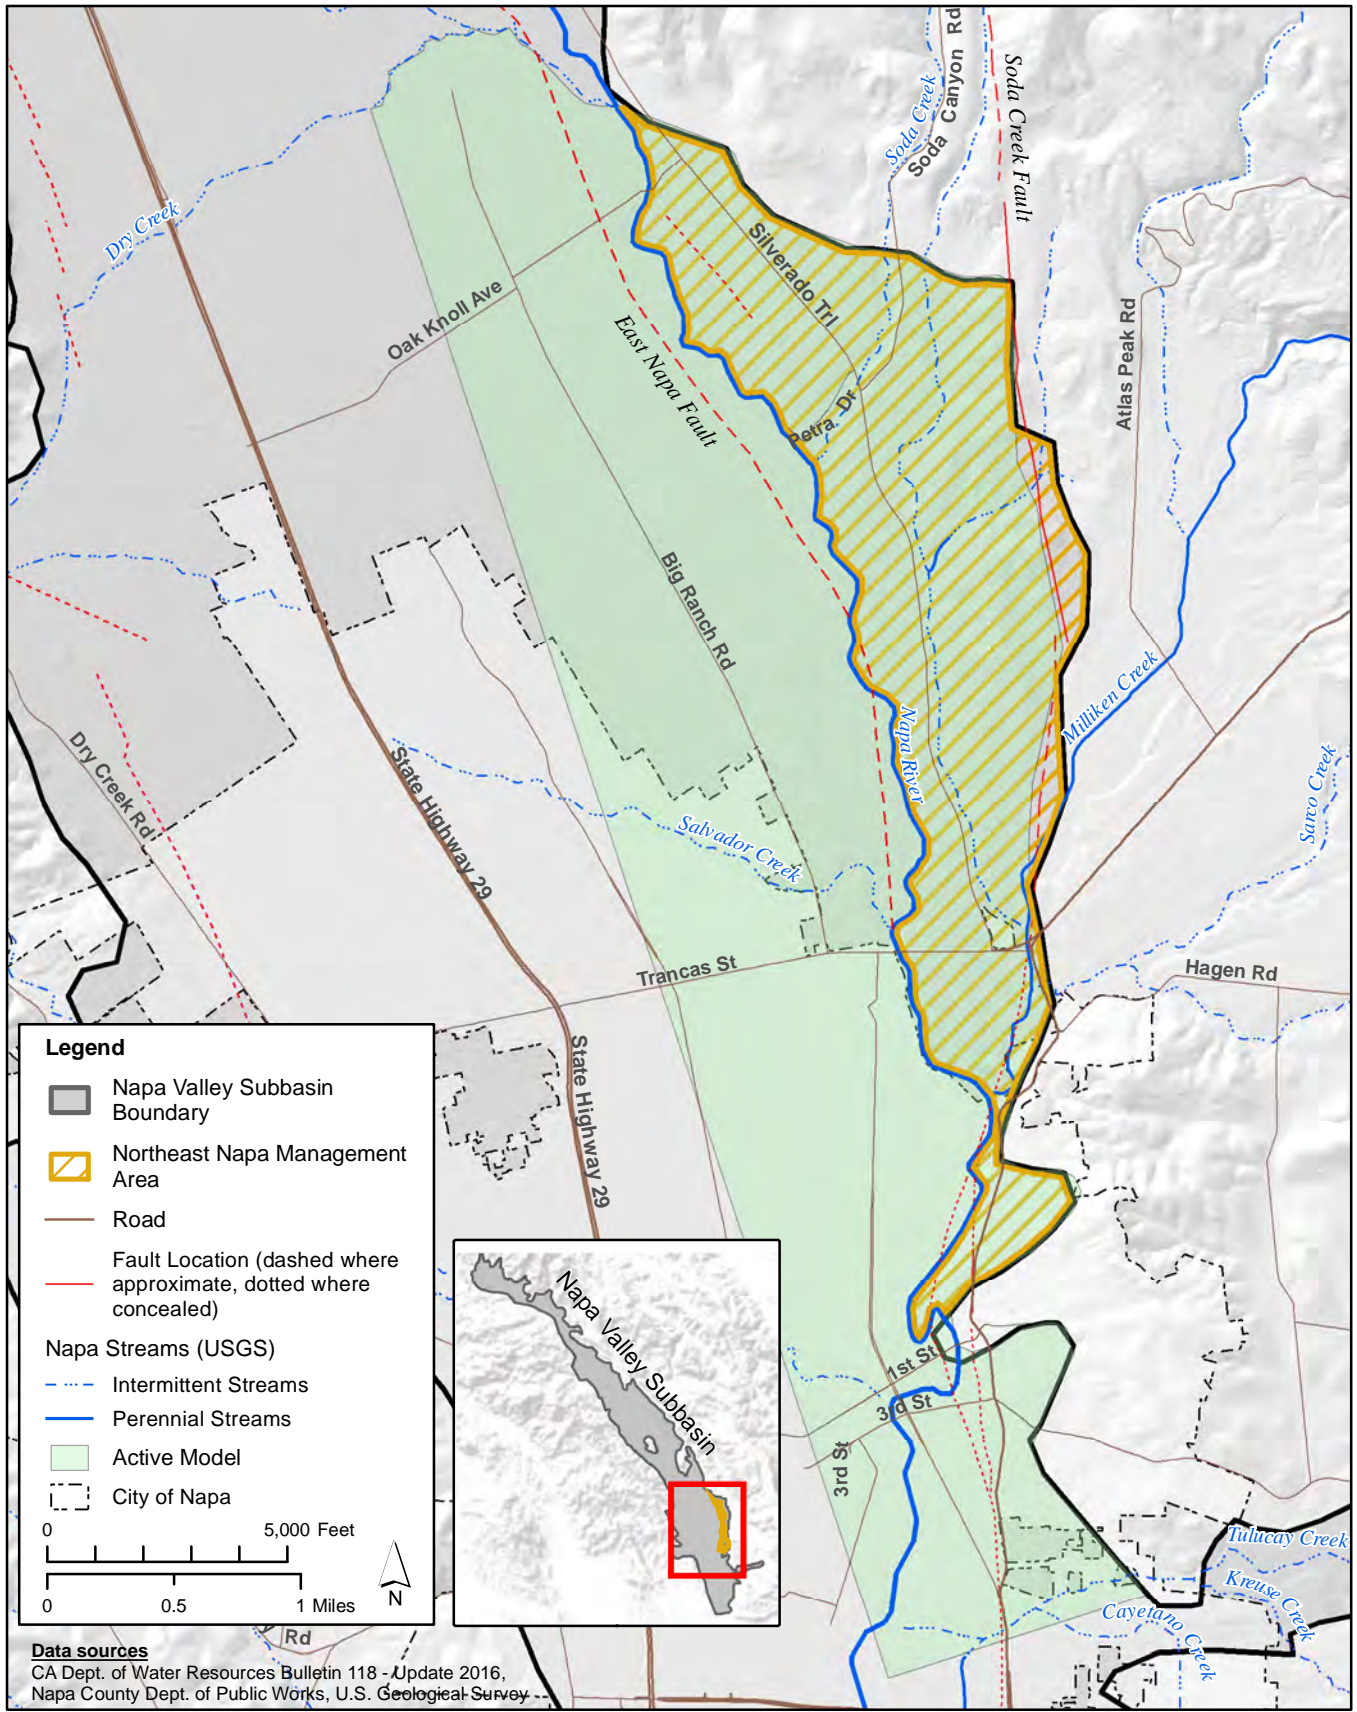 Soda Creek
Soda Canyon Rd
Soda Creek Fault
Dry Creek
Silverado Trl
Oak Knoll Ave
East Napa Fault
Atlas Peak Rd
Petra Dr
Big Ranch Rd
Milliken Creek
Napa River
Dry Creek Rd
State Highway 29
Sarco Creek
Salvador Creek
Trancas St
Hagen Rd
State Highway 29
Legend
Napa Valley Subbasin
Boundary
Northeast Napa Management
Area
Road
Fault Location (dashed where
approximate, dotted where
concealed)
Napa Streams (USGS)
Intermittent Streams
Perennial Streams
Active Model
City of Napa
0 5,000 Feet
0 0.5 1 Miles
N
Napa Valley Subbasin
1st St
3rd St
3rd St
Tulucay Creek
Kreuse Creek
Cayetano Creek
Rd
Data sources
CA Dept. of Water Resources Bulletin 118 - Update 2016,
Napa County Dept. of Public Works, U.S. Geological Survey